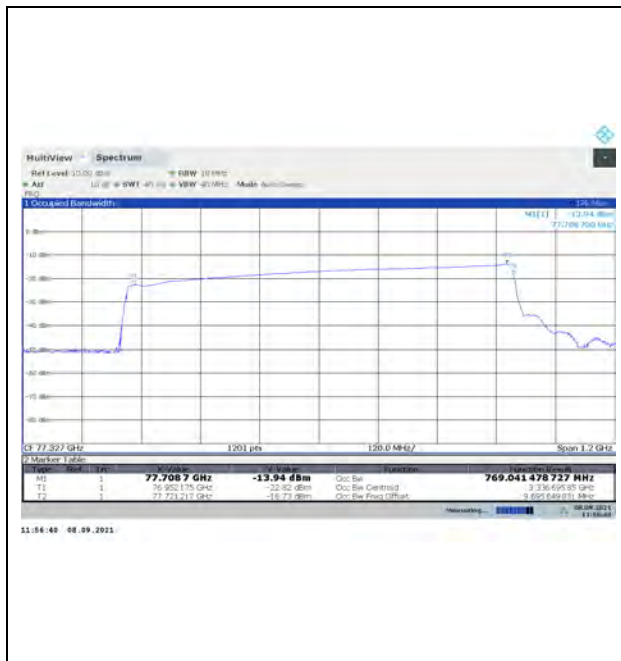 MultiView Spectrum
Ref Level 10.00 dBm RBW 10 MHz
Att SWT VBW 40 MHz Mode Auto Sweep
1 Occupied Bandwidth
M1[1] -13.94 dBm
77.708 700 GHz
CF 77.327 GHz 1201 pts 120.0 MHz/ Span 1.2 GHz
2 Marker Table
Type Ref Trc X-Value Y-Value Function Function Result
M1 1 77.708 7 GHz -13.94 dBm Occ Bw 769.041 478 727 MHz
T1 1 76.952 175 GHz -22.82 dBm Occ Bw Centroid
T2 1 77.721 217 GHz -16.73 dBm Occ Bw Freq Offset
Measuring... 08.09.2021
11:56:40
11:56:40 08.09.2021